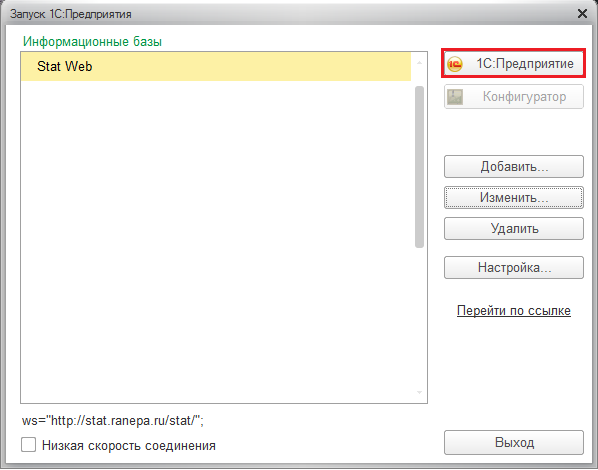 Запуск 1С:Предприятия
Информационные базы
Stat Web
1С:Предприятие
Конфигуратор
Добавить...
Изменить...
Удалить
Настройка...
Перейти по ссылке
ws="http://stat.ranepa.ru/stat/";
Низкая скорость соединения
Выход